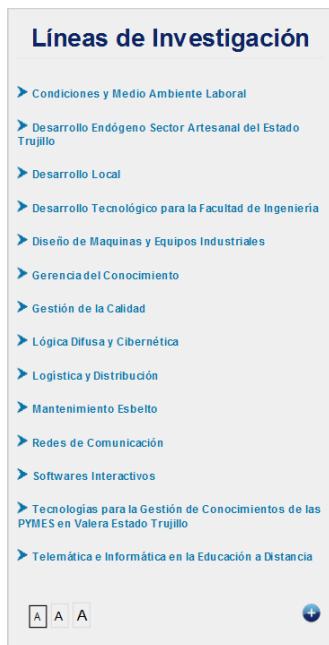 Líneas de Investigación
Condiciones y Medio Ambiente Laboral
Desarrollo Endógeno Sector Artesanal del Estado
Trujillo
Desarrollo Local
Desarrollo Tecnológico para la Facultad de Ingeniería
Diseño de Maquinas y Equipos Industriales
Gerencia del Conocimiento
Gestión de la Calidad
Lógica Difusa y Cibernética
Logística y Distribución
Mantenimiento Esbelto
Redes de Comunicación
Softwares Interactivos
Tecnologías para la Gestión de Conocimientos de las
PYMES en Valera Estado Trujillo
Telemática e Informática en la Educación a Distancia
A A A